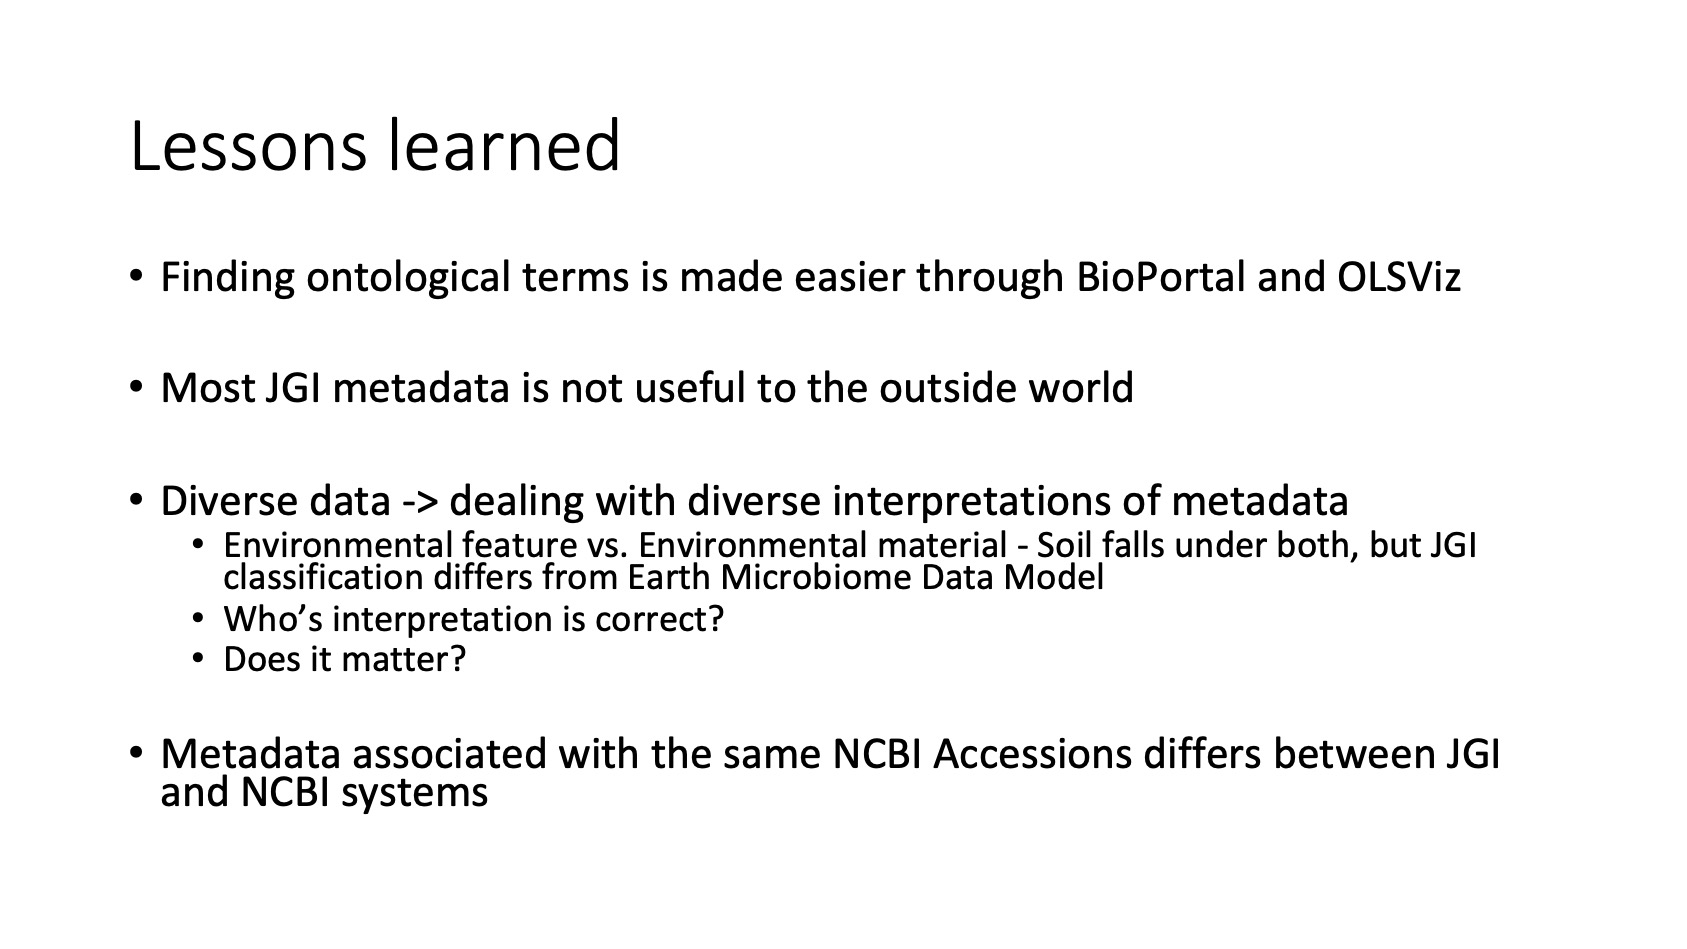 Lessons learned
• Finding ontological terms is made easier through BioPortal and OLSViz
• Most JGI metadata is not useful to the outside world
• Diverse data -> dealing with diverse interpretations of metadata
• Environmental feature vs. Environmental material - Soil falls under both, but JGI
classification differs from Earth Microbiome Data Model
• Who’s interpretation is correct?
• Does it matter?
• Metadata associated with the same NCBI Accessions differs between JGI
and NCBI systems